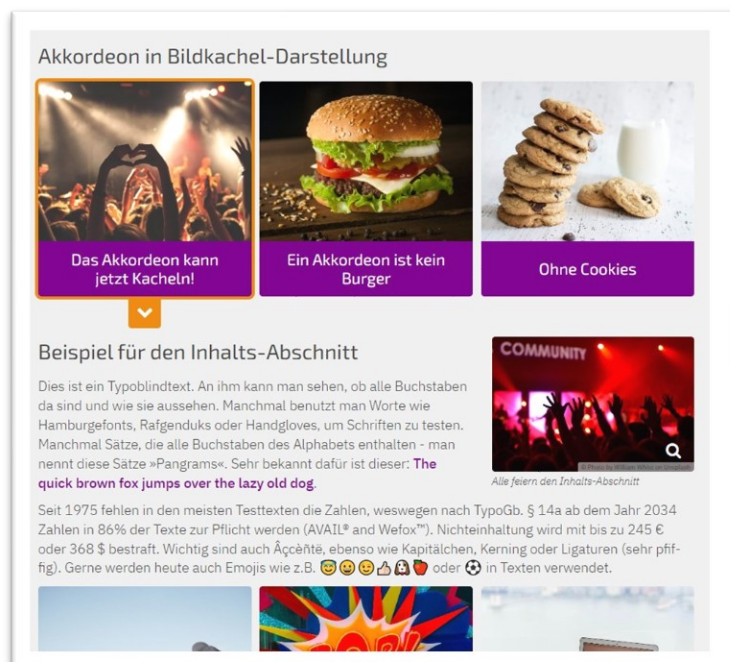 Akkordeon in Bildkachel-Darstellung
Das Akkordeon kann
jetzt Kacheln!
Ein Akkordeon ist kein
Burger
Ohne Cookies
Beispiel für den Inhalts-Abschnitt
Dies ist ein Typoblindtext. An ihm kann man sehen, ob alle Buchstaben
da sind und wie sie aussehen. Manchmal benutzt man Worte wie
Hamburgefonts, Rafgenduks oder Handgloves, um Schriften zu testen.
Manchmal Sätze, die alle Buchstaben des Alphabets enthalten - man
nennt diese Sätze »Pangrams«. Sehr bekannt dafür ist dieser: The
quick brown fox jumps over the lazy old dog.
COMMUNITY
© Photo by William White on Unsplash
Alle feiern den Inhalts-Abschnitt
Seit 1975 fehlen in den meisten Testtexten die Zahlen, weswegen nach TypoGb. § 14a ab dem Jahr 2034
Zahlen in 86% der Texte zur Pflicht werden (AVAIL® and Wefox™). Nichteinhaltung wird mit bis zu 245 €
oder 368 $ bestraft. Wichtig sind auch Âçcèñtë, ebenso wie Kapitälchen, Kerning oder Ligaturen (sehr pfif-
fig). Gerne werden heute auch Emojis wie z.B. 😇😀😉👍👻🍎 oder ⚽ in Texten verwendet.